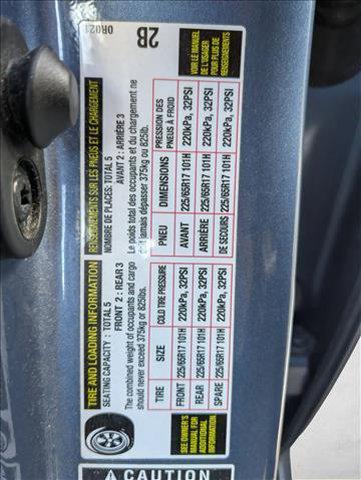 TIRE AND LOADING INFORMATION
SEATING CAPACITY : TOTAL 5
FRONT 2 : REAR 3
The combined weight of occupants and cargo
should never exceed 375kg or 825lbs.
TIRE SIZE COLD TIRE PRESSURE
FRONT 225/65R17 101H 220kPa, 32PSI
REAR 225/65R17 101H 220kPa, 32PSI
SPARE 225/65R17 101H 220kPa, 32PSI
SEE OWNER'S
MANUAL FOR
ADDITIONAL
INFORMATION
RENSEIGNEMENTS SUR LES PNEUS ET LE CHARGEMENT
NOMBRE DE PLACES: TOTAL 5
AVANT 2 : ARRIÈRE 3
Le poids total des occupants et du chargement ne
doit jamais dépasser 375kg ou 825lb.
PNEU DIMENSIONS PRESSION DES
PNEUS À FROID
AVANT 225/65R17 101H 220kPa, 32PSI
ARRIÈRE 225/65R17 101H 220kPa, 32PSI
DE SECOURS 225/65R17 101H 220kPa, 32PSI
VOIR LE MANUEL
DE L'USAGER
POUR PLUS DE
RENSEIGNEMENTS
0R021
2B
CAUTION